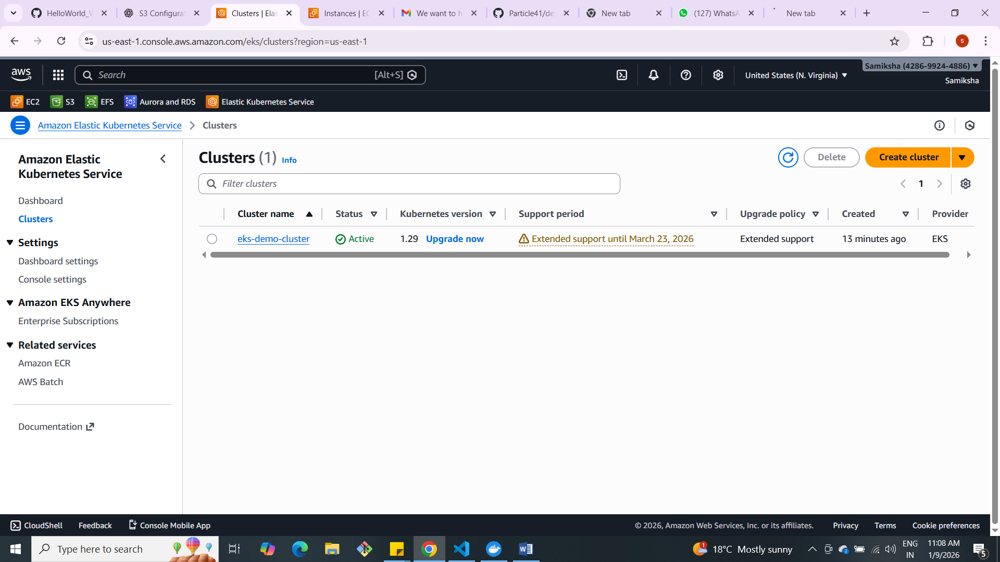 HelloWorld_W
S3 Configurat
Clusters | Elas
Instances | EC
We want to h
Particle41/de
New tab
(127) WhatsA
New tab
us-east-1.console.aws.amazon.com/eks/clusters?region=us-east-1
S
aws
Search
[Alt+S]
United States (N. Virginia)
Samiksha (4286-9924-4886)
Samiksha
EC2
S3
EFS
Aurora and RDS
Elastic Kubernetes Service
Amazon Elastic Kubernetes Service
Clusters
Amazon Elastic
Kubernetes Service
Dashboard
Clusters
Settings
Dashboard settings
Console settings
Amazon EKS Anywhere
Enterprise Subscriptions
Related services
Amazon ECR
AWS Batch
Documentation
Clusters (1) Info
Delete
Create cluster
Filter clusters
1
Cluster name Status Kubernetes version Support period Upgrade policy Created Provider
eks-demo-cluster Active 1.29 Upgrade now Extended support until March 23, 2026 Extended support 13 minutes ago EKS
CloudShell
Feedback
Console Mobile App
© 2026, Amazon Web Services, Inc. or its affiliates.
Privacy
Terms
Cookie preferences
Type here to search
1
18°C Mostly sunny
ENG
IN
11:08 AM
1/9/2026
5